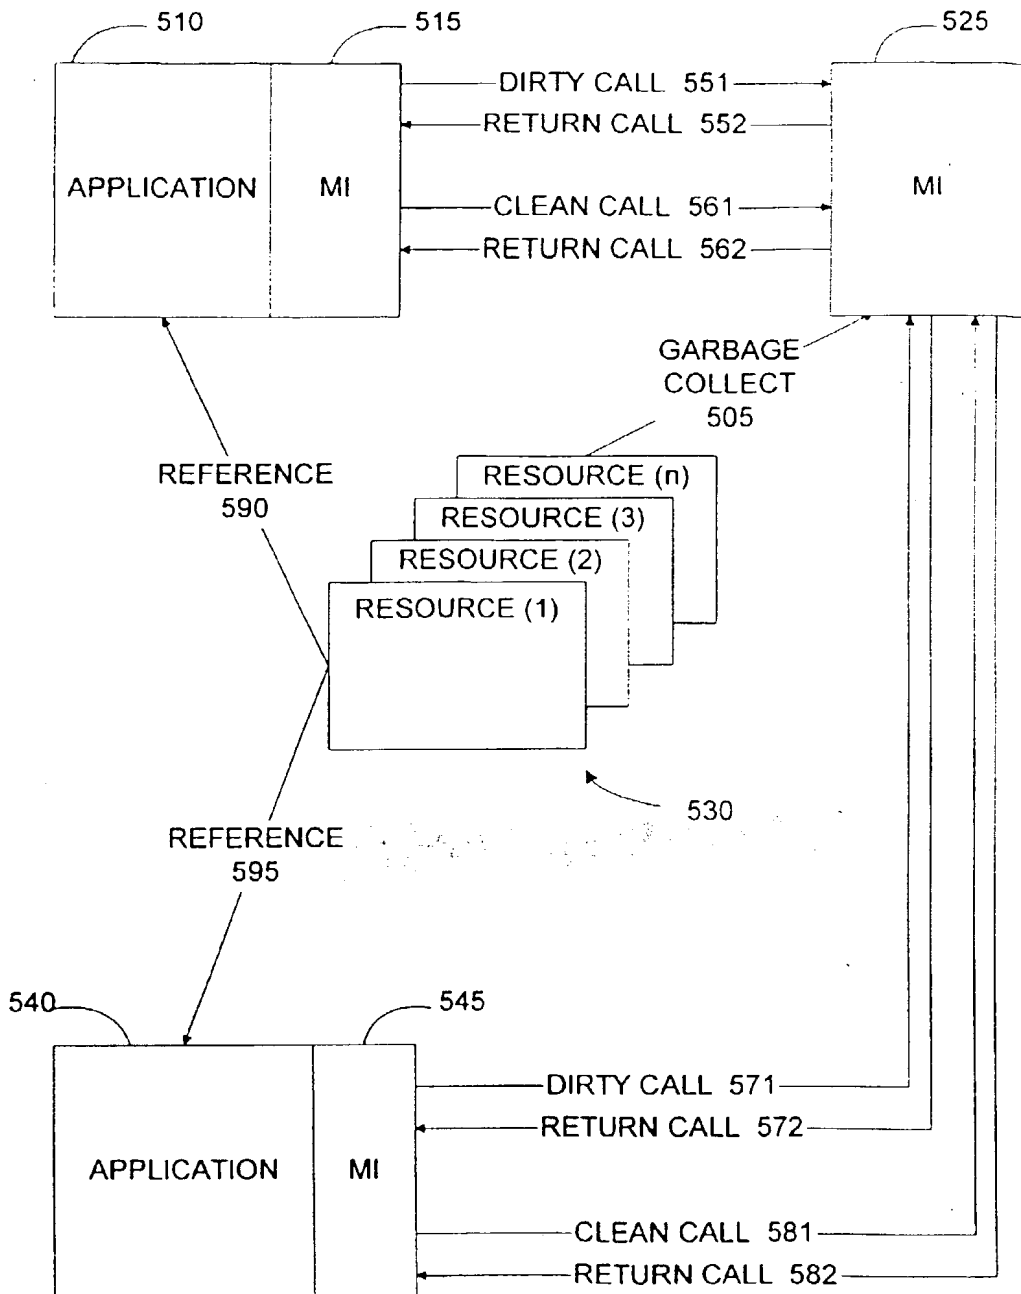 510
515
525
DIRTY CALL 551
RETURN CALL 552
APPLICATION
MI
MI
CLEAN CALL 561
RETURN CALL 562
GARBAGE
COLLECT
505
REFERENCE
590
RESOURCE (n)
RESOURCE (3)
RESOURCE (2)
RESOURCE (1)
530
REFERENCE
595
540
545
DIRTY CALL 571
RETURN CALL 572
APPLICATION
MI
CLEAN CALL 581
RETURN CALL 582